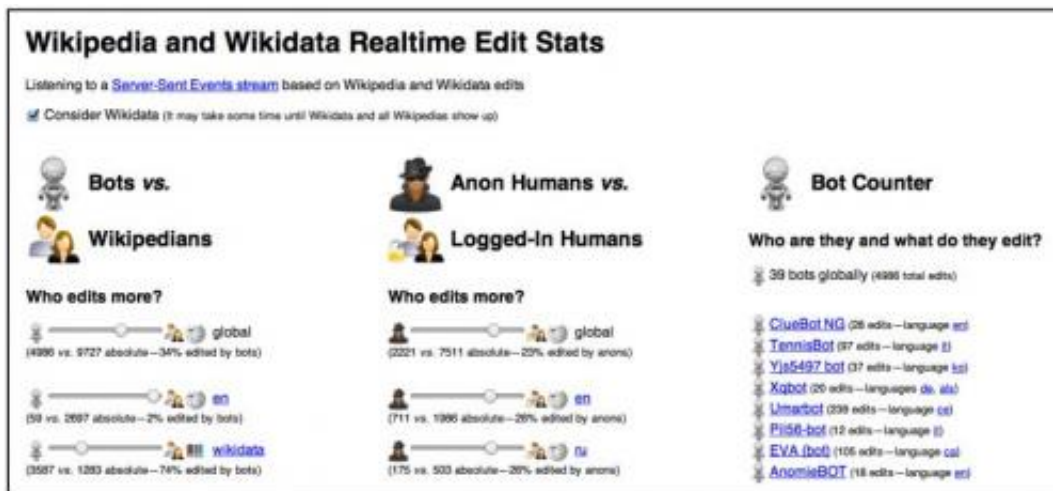 Wikipedia and Wikidata Realtime Edit Stats
Listening to a Server-Sent Events stream based on Wikipedia and Wikidata edits
Consider Wikidata (It may take some time until Wikidata and all Wikipedias show up)
Bots vs.
Wikipedians
Who edits more?
global
(4986 vs. 9727 absolute—34% edited by bots)
en
(59 vs. 2697 absolute—2% edited by bots)
wikidata
(3587 vs. 1283 absolute—74% edited by bots)
Anon Humans vs.
Logged-In Humans
Who edits more?
global
(2221 vs. 7511 absolute—23% edited by anons)
en
(711 vs. 1986 absolute—26% edited by anons)
ru
(175 vs. 503 absolute—26% edited by anons)
Bot Counter
Who are they and what do they edit?
39 bots globally (4986 total edits)
ClueBot NG (26 edits—language en)
TennisBot (97 edits—language it)
Yjs5497 bot (37 edits—language ko)
Xqbot (20 edits—languages de, als)
Umarbot (239 edits—language ce)
Pil56-bot (12 edits—language it)
EVA (bot) (105 edits—language ca)
AnomieBOT (18 edits—language en)